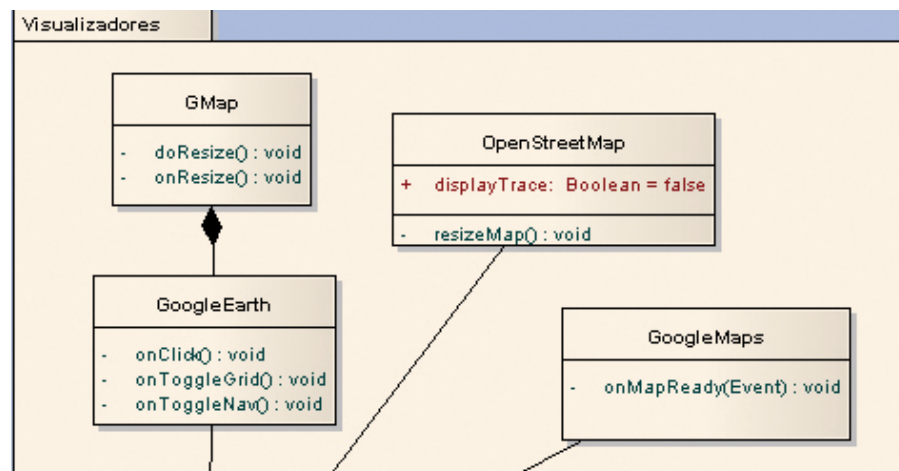 Visualizadores
GMap
- doResize() : void
- onResize() : void
OpenStreetMap
+ displayTrace: Boolean = false
- resizeMap() : void
GoogleEarth
- onClick() : void
- onToggleGrid() : void
- onToggleNav() : void
GoogleMaps
- onMapReady(Event) : void